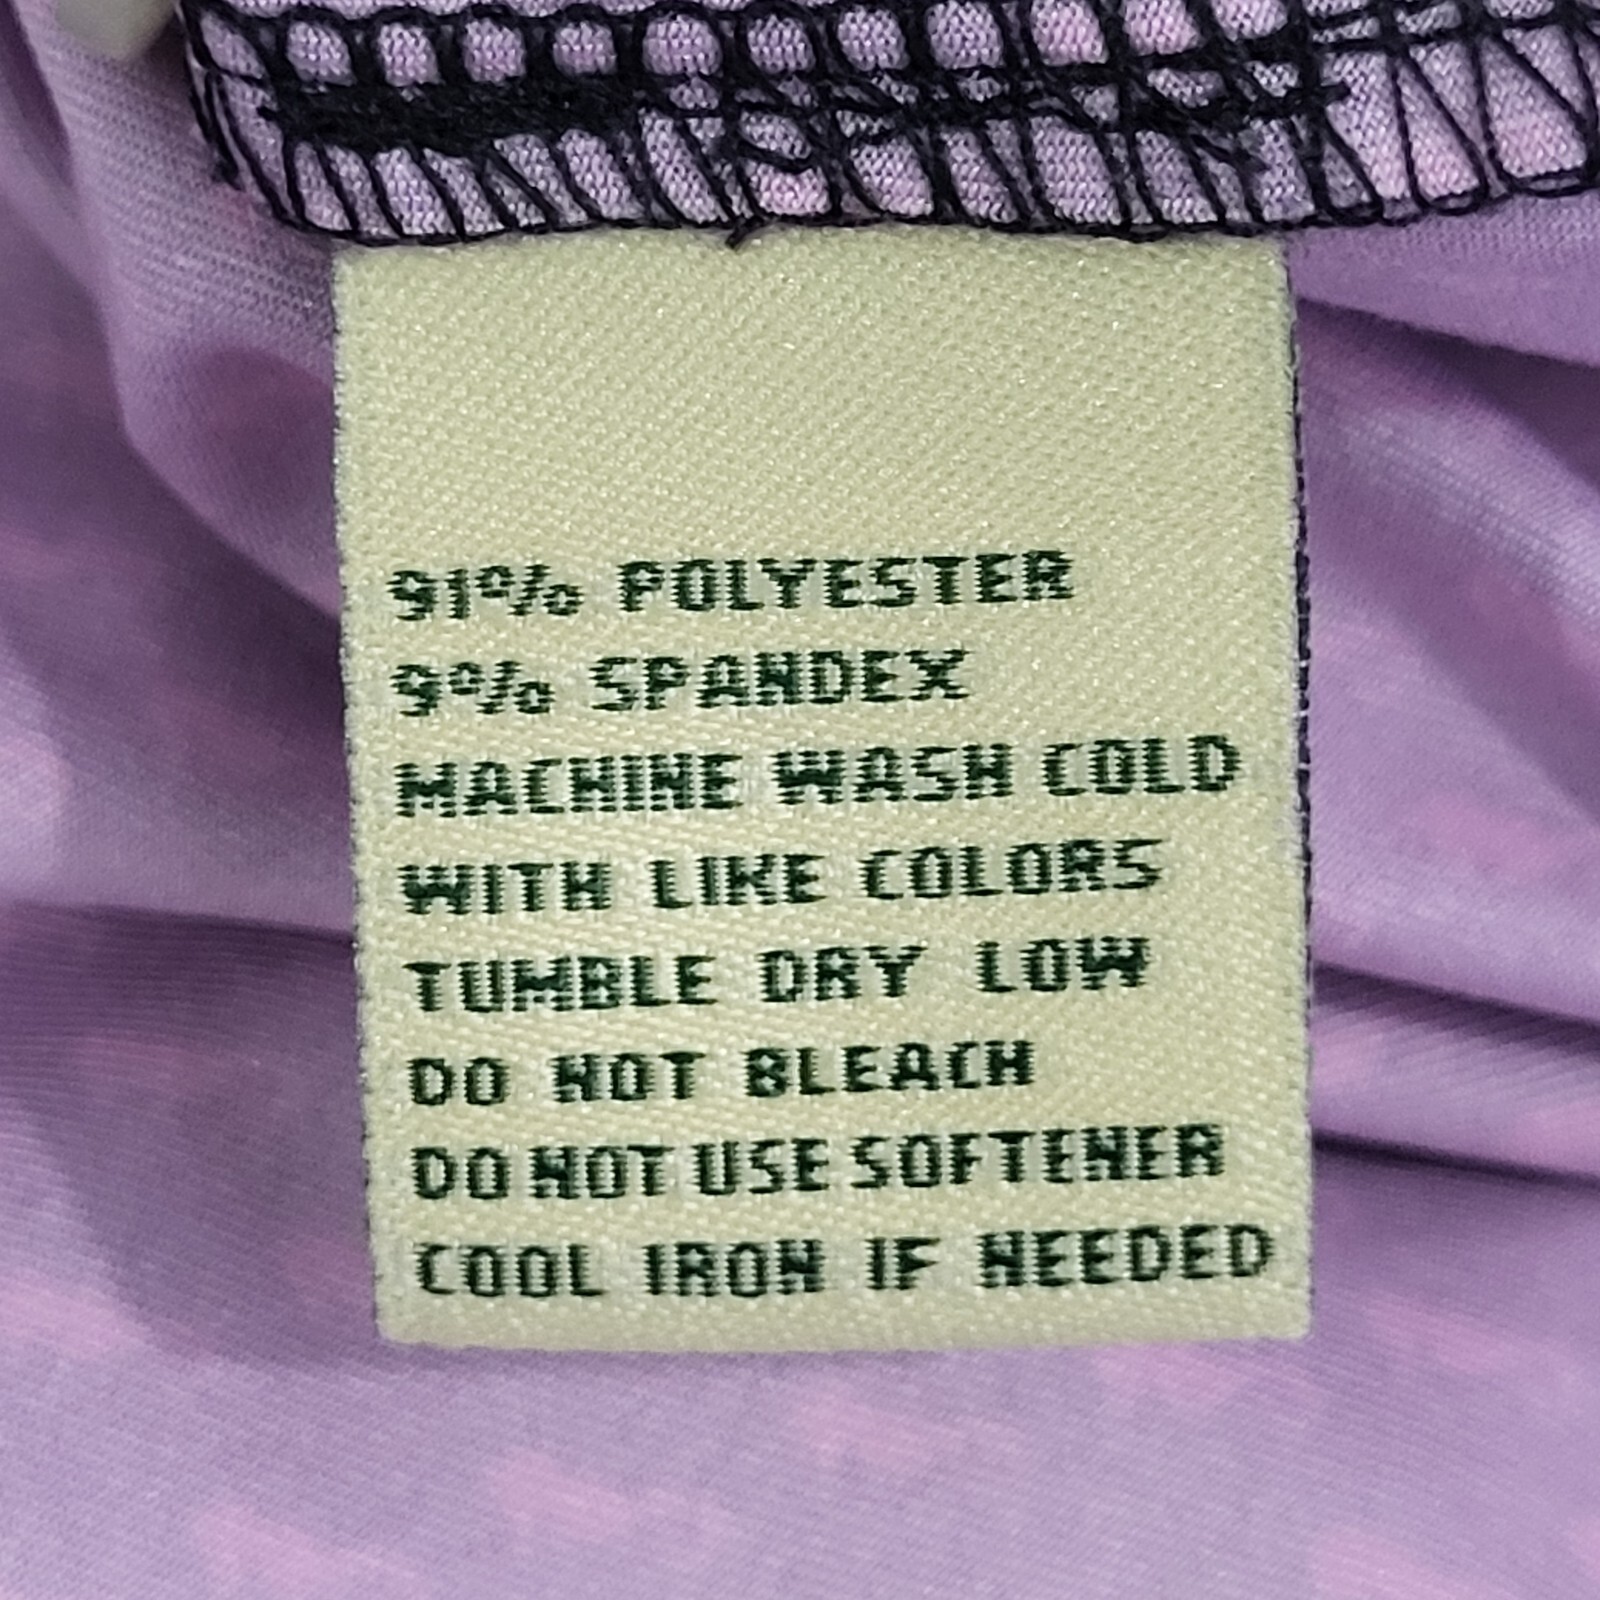 91% POLYESTER
9% SPANDEX
MACHINE WASH COLD
WITH LIKE COLORS
TUMBLE DRY LOW
DO NOT BLEACH
DO NOT USE SOFTENER
COOL IRON IF NEEDED